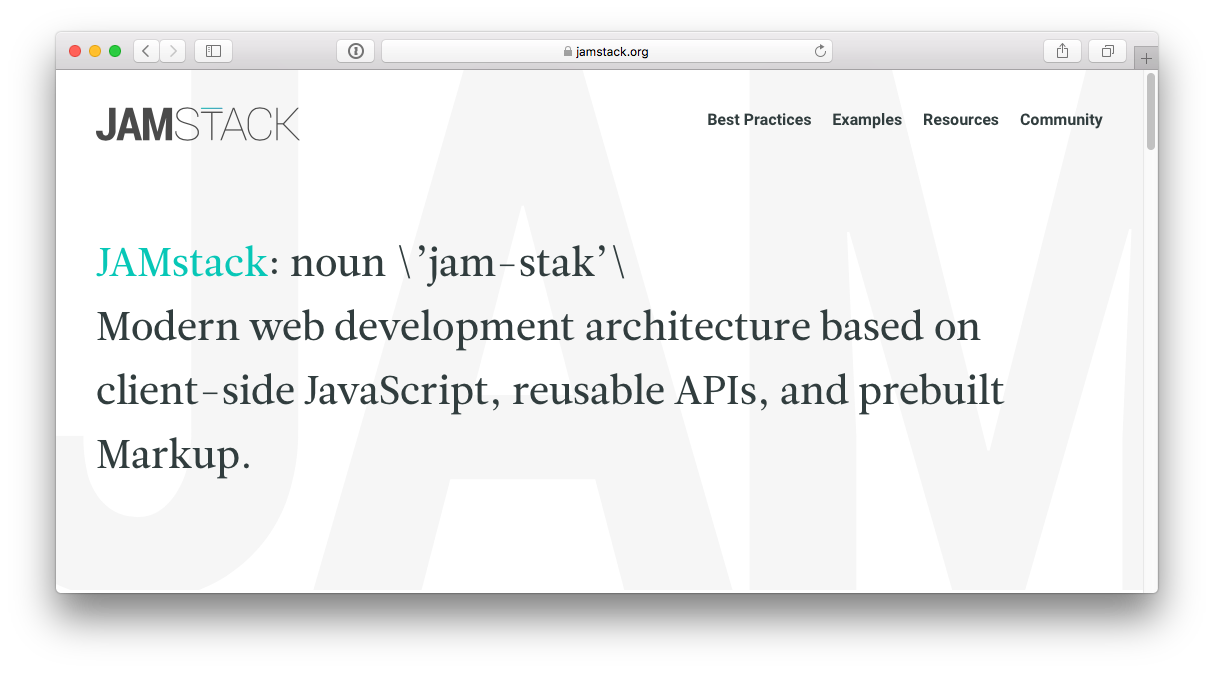 jamstack.org
JAMSTACK
Best Practices Examples Resources Community
JAMstack: noun \’jam-stak’\
Modern web development architecture based on
client-side JavaScript, reusable APIs, and prebuilt
Markup.
JAM